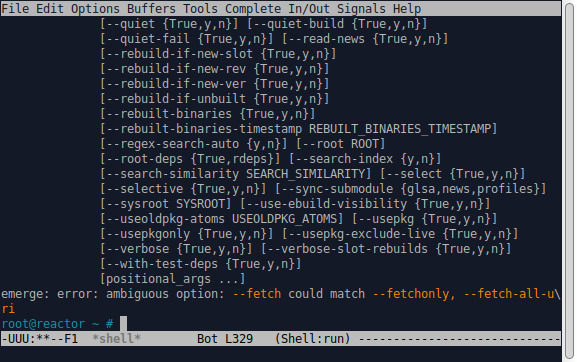 File Edit Options Buffers Tools Complete In/Out Signals Help
[--quiet {True,y,n}] [--quiet-build {True,y,n}]
[--quiet-fail {True,y,n}] [--read-news {True,y,n}]
[--rebuild-if-new-slot {True,y,n}]
[--rebuild-if-new-rev {True,y,n}]
[--rebuild-if-new-ver {True,y,n}]
[--rebuild-if-unbuilt {True,y,n}]
[--rebuilt-binaries {True,y,n}]
[--rebuilt-binaries-timestamp REBUILT_BINARIES_TIMESTAMP]
[--regex-search-auto {y,n}] [--root ROOT]
[--root-deps {True,rdeps}] [--search-index {y,n}]
[--search-similarity SEARCH_SIMILARITY] [--select {True,y,n}]
[--selective {True,y,n}] [--sync-submodule {glsa,news,profiles}]
[--sysroot SYSROOT] [--use-ebuild-visibility {True,y,n}]
[--useoldpkg-atoms USEOLDPKG_ATOMS] [--usepkg {True,y,n}]
[--usepkgonly {True,y,n}] [--usepkg-exclude-live {True,y,n}]
[--verbose {True,y,n}] [--verbose-slot-rebuilds {True,y,n}]
[--with-test-deps {True,y,n}]
[positional_args ...]
emerge: error: ambiguous option: --fetch could match --fetchonly, --fetch-all-u\
ri
root@reactor ~ #
-UUU:**--F1  *shell*        Bot L329   (Shell:run) -----------------------------